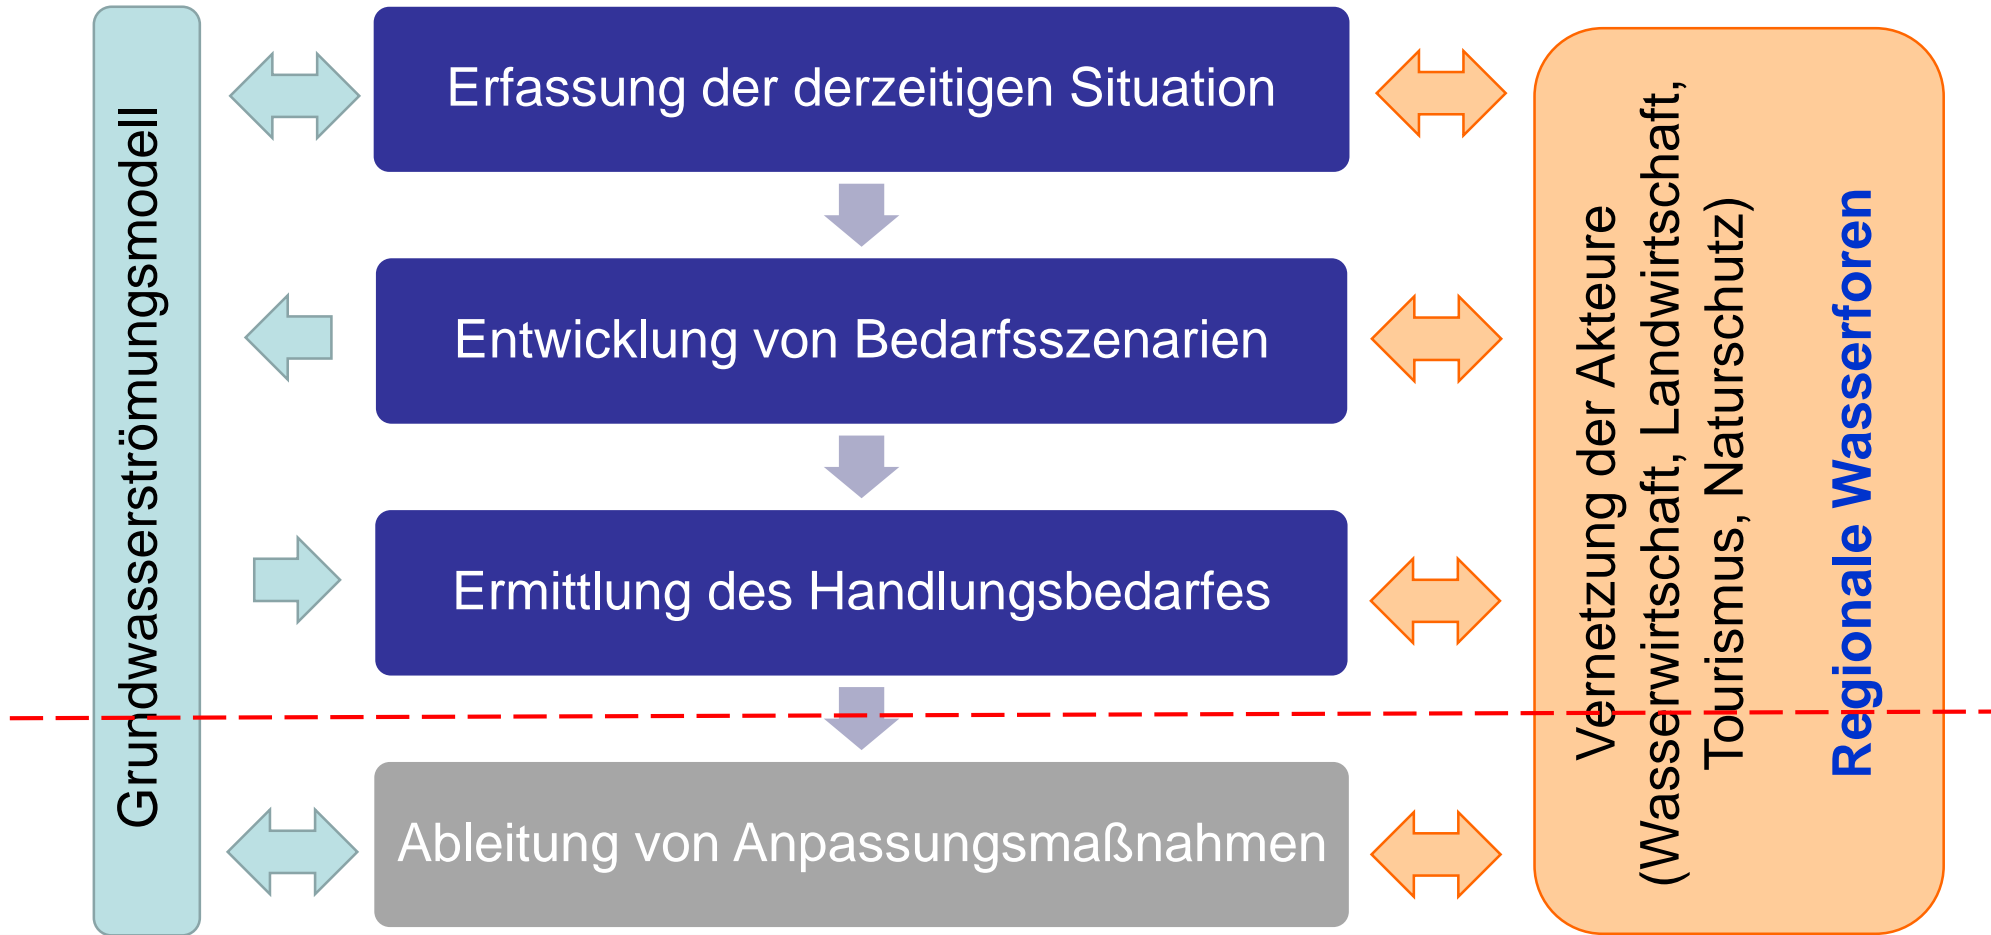 Grundwasserströmungsmodell
Erfassung der derzeitigen Situation
Entwicklung von Bedarfsszenarien
Ermittlung des Handlungsbedarfes
Ableitung von Anpassungsmaßnahmen
Vernetzung der Akteure
(Wasserwirtschaft, Landwirtschaft,
Tourismus, Naturschutz)
Regionale Wasserforen